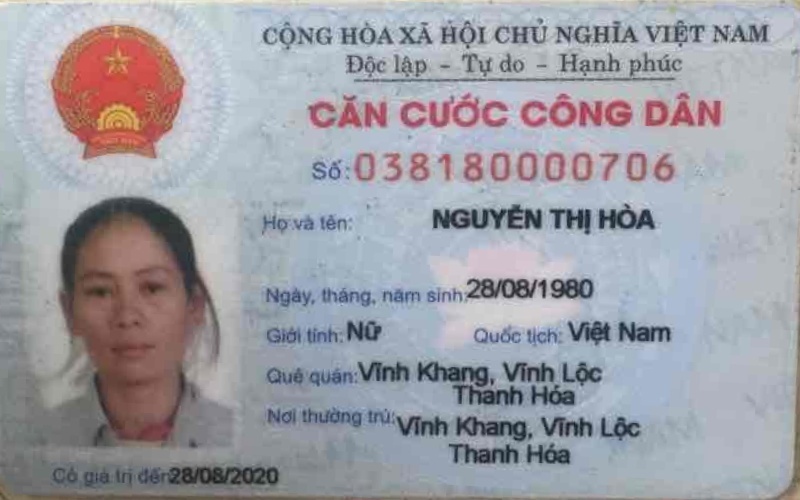 CỘNG HÒA XÃ HỘI CHỦ NGHĨA VIỆT NAM
Độc lập - Tự do - Hạnh phúc
CĂN CƯỚC CÔNG DÂN
Số: 038180000706
Họ và tên: NGUYỄN THỊ HÒA
Ngày, tháng, năm sinh: 28/08/1980
Giới tính: Nữ Quốc tịch: Việt Nam
Quê quán: Vĩnh Khang, Vĩnh Lộc
Thanh Hóa
Nơi thường trú: Vĩnh Khang, Vĩnh Lộc
Thanh Hóa
Có giá trị đến 28/08/2020